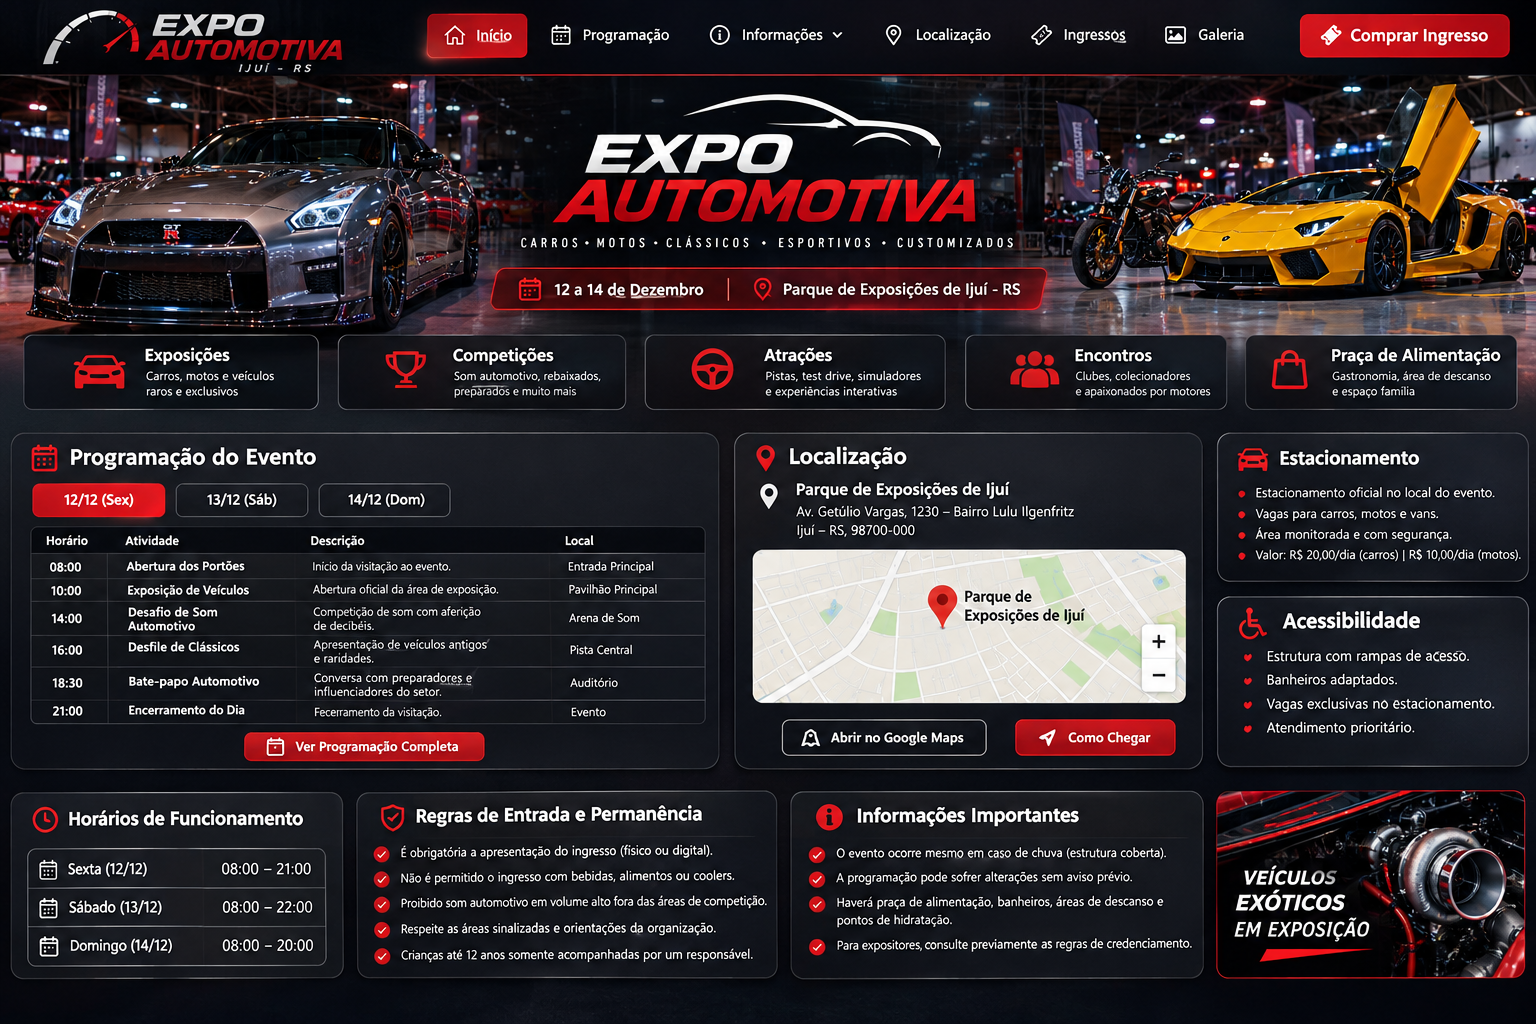 EXPO
AUTOMOTIVA
IJUÍ - RS
Início
Programação
Informações
Localização
Ingressos
Galeria
Comprar Ingresso
EXPO
AUTOMOTIVA
CARROS • MOTOS • CLÁSSICOS • ESPORTIVOS • CUSTOMIZADOS
12 a 14 de Dezembro
Parque de Exposições de Ijuí - RS
GT
R
Exposições
Carros, motos e veículos
raros e exclusivos
Competições
Som automotivo, rebaixados,
preparados e muito mais
Atrações
Pistas, test drive, simuladores
e experiências interativas
Encontros
Clubes, colecionadores
e apaixonados por motores
Praça de Alimentação
Gastronomia, área de descanso
e espaço família
Programação do Evento
12/12 (Sex)
13/12 (Sáb)
14/12 (Dom)
Horário Atividade Descrição Local
08:00 Abertura dos Portões Início da visitação ao evento. Entrada Principal
10:00 Exposição de Veículos Abertura oficial da área de exposição. Pavilhão Principal
14:00 Desafio de Som
Automotivo Competição de som com aferição
de decibéis. Arena de Som
16:00 Desfile de Clássicos Apresentação de veículos antigos
e raridades. Pista Central
18:30 Bate-papo Automotivo Conversa com preparadores e
influenciadores do setor. Auditório
21:00 Encerramento do Dia Fecerramento da visitação. Evento
Ver Programação Completa
Localização
Parque de Exposições de Ijuí
Av. Getúlio Vargas, 1230 – Bairro Lulu Ilgenfritz
Ijuí – RS, 98700-000
Parque de
Exposições de Ijuí
+
−
Abrir no Google Maps
Como Chegar
Estacionamento
Estacionamento oficial no local do evento.
Vagas para carros, motos e vans.
Área monitorada e com segurança.
Valor: R$ 20,00/dia (carros) | R$ 10,00/dia (motos).
Acessibilidade
Estrutura com rampas de acesso.
Banheiros adaptados.
Vagas exclusivas no estacionamento.
Atendimento prioritário.
Horários de Funcionamento
Sexta (12/12) 08:00 – 21:00
Sábado (13/12) 08:00 – 22:00
Domingo (14/12) 08:00 – 20:00
Regras de Entrada e Permanência
É obrigatória a apresentação do ingresso (físico ou digital).
Não é permitido o ingresso com bebidas, alimentos ou coolers.
Proibido som automotivo em volume alto fora das áreas de competição.
Respeite as áreas sinalizadas e orientações da organização.
Crianças até 12 anos somente acompanhadas por um responsável.
Informações Importantes
O evento ocorre mesmo em caso de chuva (estrutura coberta).
A programação pode sofrer alterações sem aviso prévio.
Haverá praça de alimentação, banheiros, áreas de descanso e
pontos de hidratação.
Para expositores, consulte previamente as regras de credenciamento.
VEÍCULOS
EXÓTICOS
EM EXPOSIÇÃO